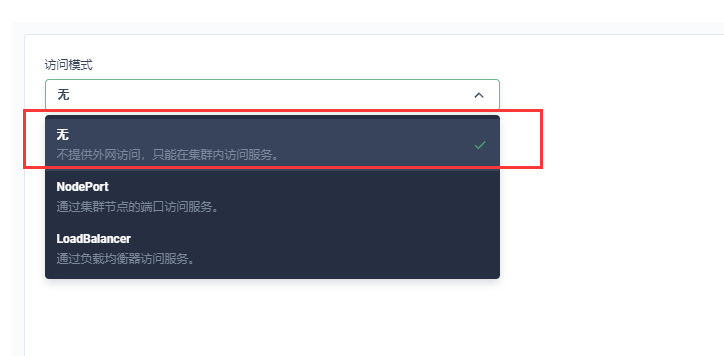 访问模式
无
无
不提供外网访问，只能在集群内访问服务。
NodePort
通过集群节点的端口访问服务。
LoadBalancer
通过负载均衡器访问服务。